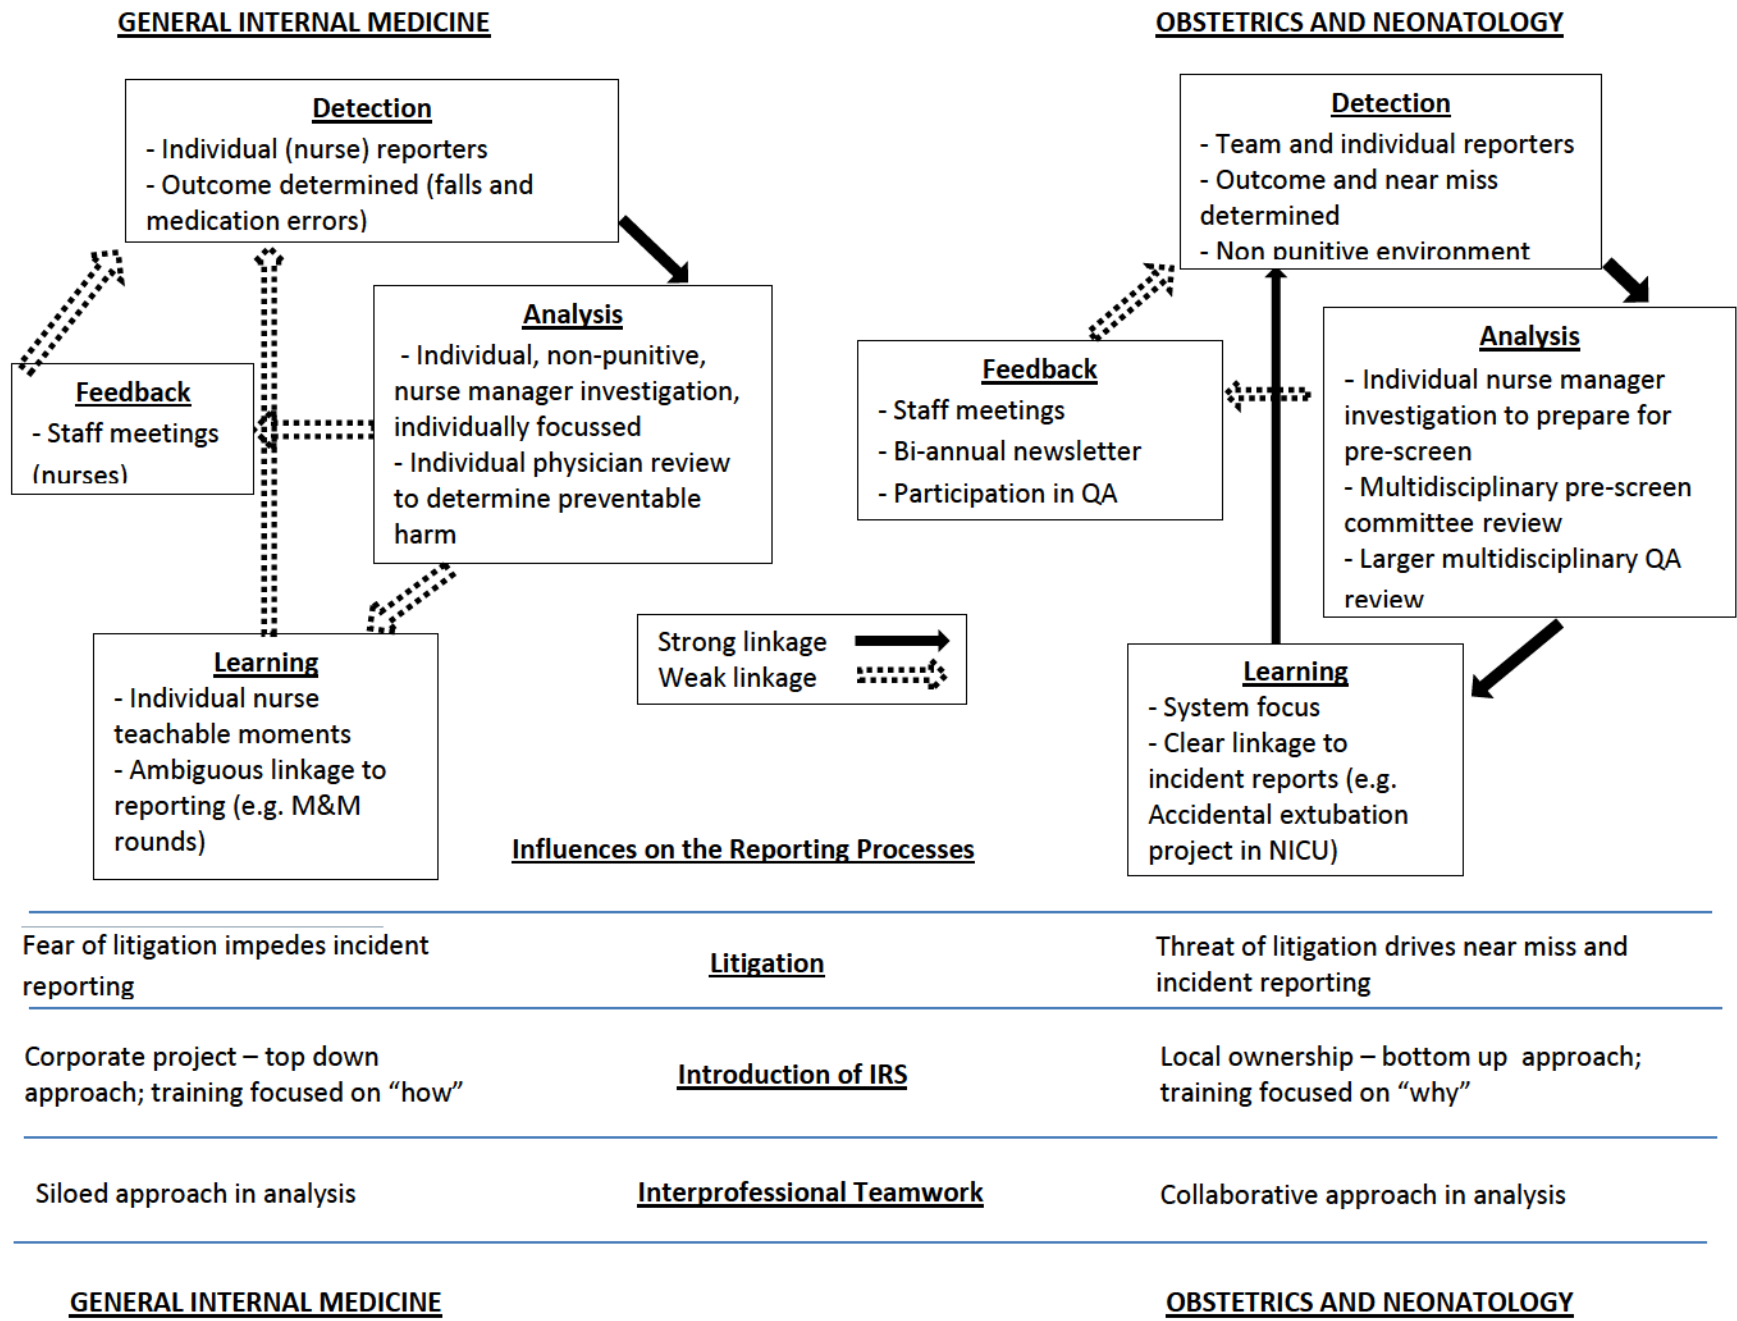 GENERAL INTERNAL MEDICINE
Detection
- Individual (nurse) reporters
- Outcome determined (falls and
medication errors)
Analysis
- Individual, non-punitive,
nurse manager investigation,
individually focussed
- Individual physician review
to determine preventable
harm
Feedback
- Staff meetings
(nurses)
Learning
- Individual nurse
teachable moments
- Ambiguous linkage to
reporting (e.g. M&M
rounds)
OBSTETRICS AND NEONATOLOGY
Detection
- Team and individual reporters
- Outcome and near miss
determined
- Non punitive environment
Analysis
- Individual nurse manager
investigation to prepare for
pre-screen
- Multidisciplinary pre-screen
committee review
- Larger multidisciplinary QA
review
Feedback
- Staff meetings
- Bi-annual newsletter
- Participation in QA
Learning
- System focus
- Clear linkage to
incident reports (e.g.
Accidental extubation
project in NICU)
Strong linkage
Weak linkage
Influences on the Reporting Processes
Fear of litigation impedes incident
reporting
Litigation
Threat of litigation drives near miss and
incident reporting
Corporate project – top down
approach; training focused on “how”
Introduction of IRS
Local ownership – bottom up approach;
training focused on “why”
Siloed approach in analysis
Interprofessional Teamwork
Collaborative approach in analysis
GENERAL INTERNAL MEDICINE
OBSTETRICS AND NEONATOLOGY